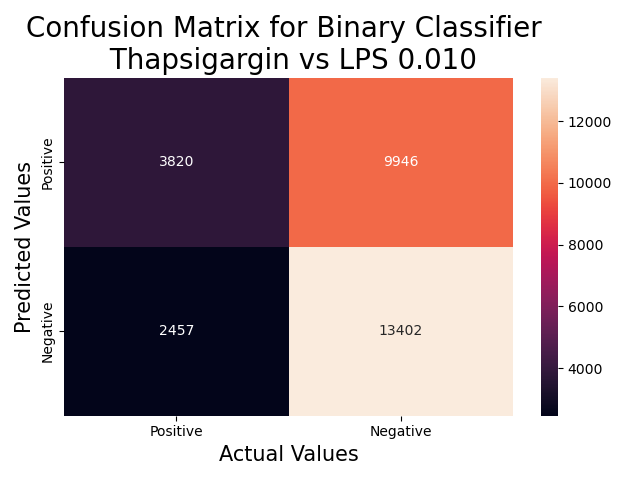 Confusion Matrix for Binary Classifier
Thapsigargin vs LPS 0.010
Predicted Values
Positive
Negative
3820
9946
2457
13402
Positive
Negative
Actual Values
12000
10000
8000
6000
4000